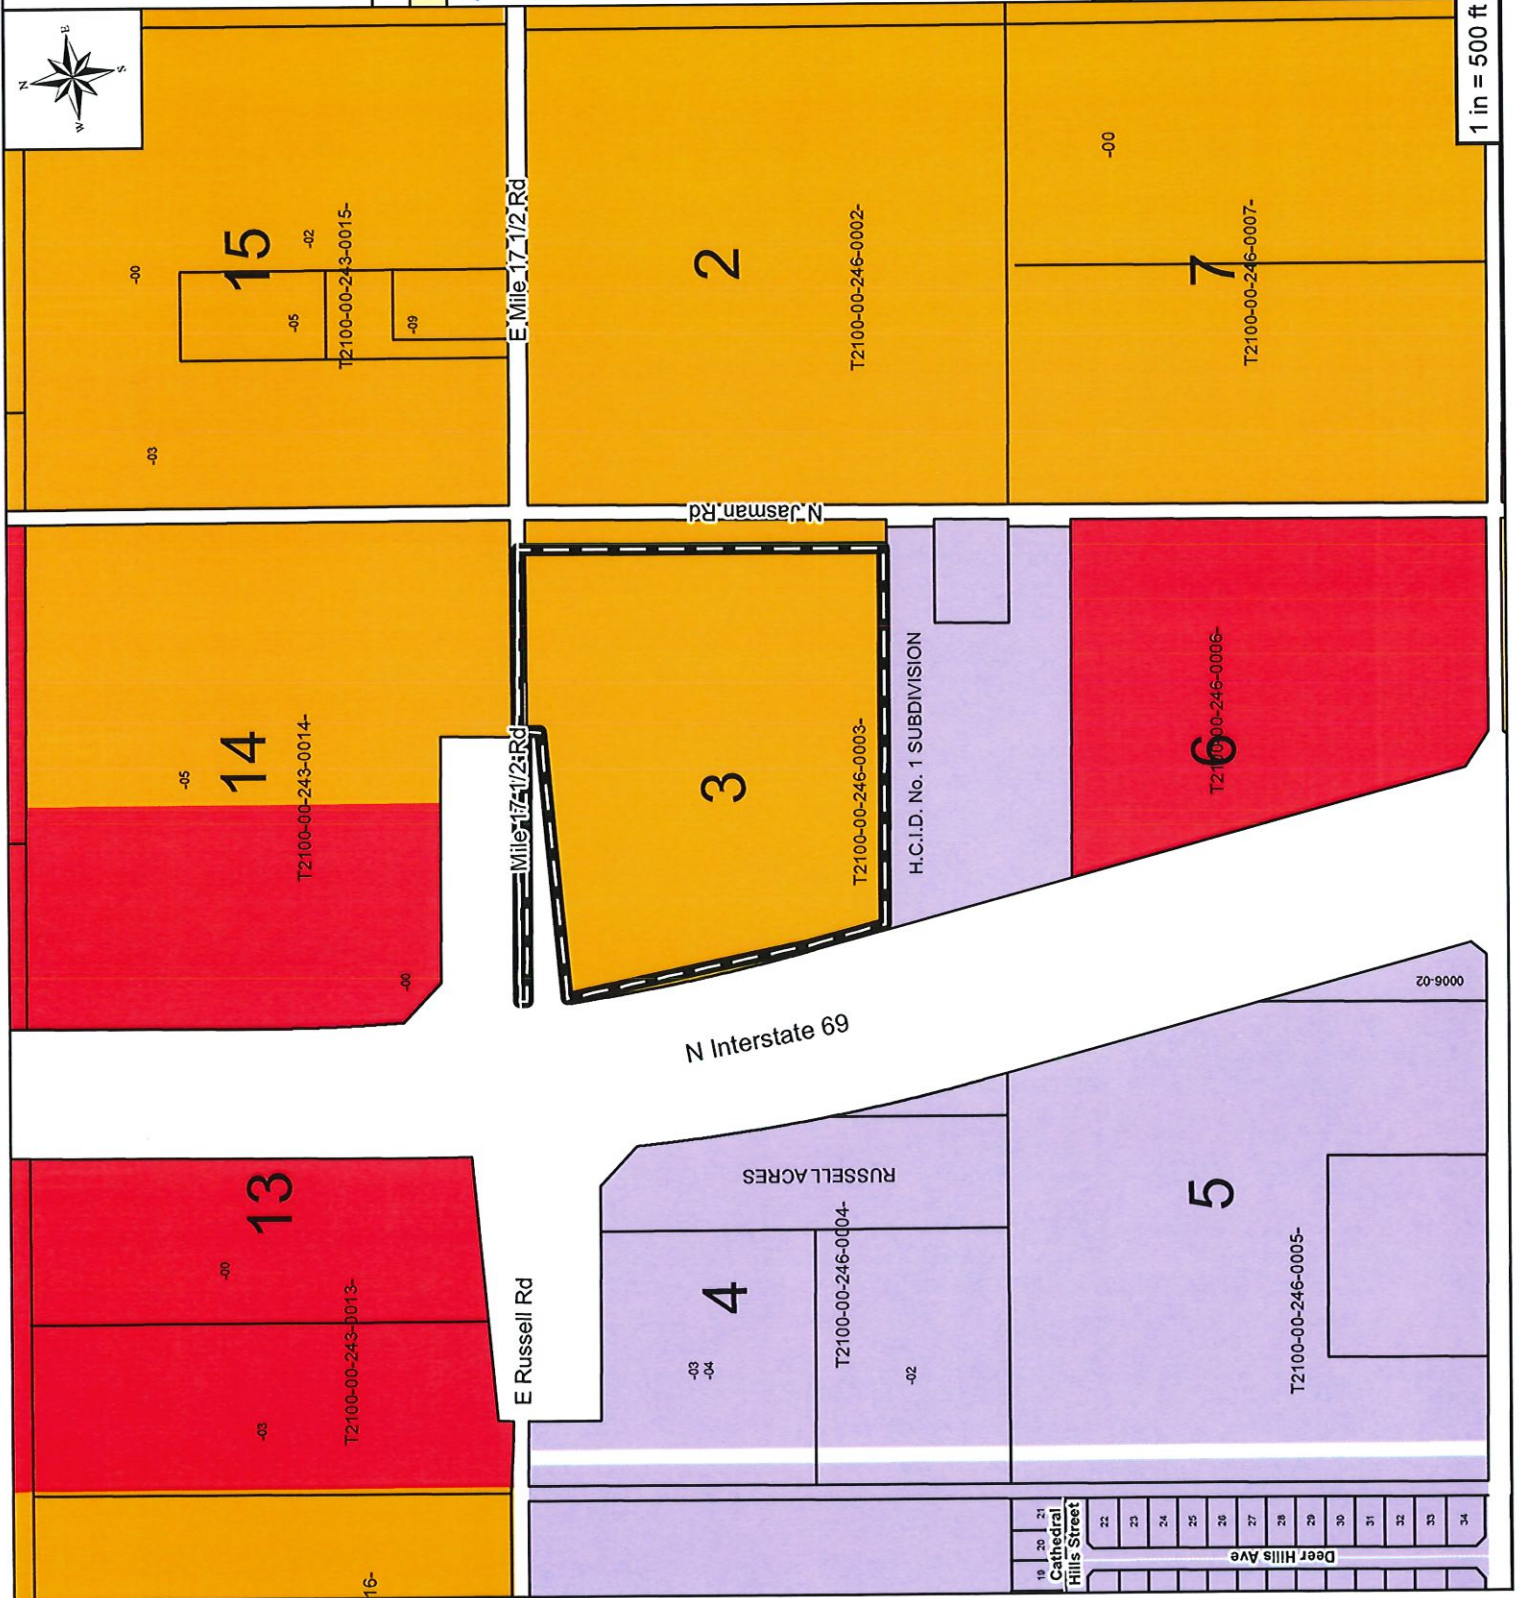 N
E
S
W
1 in = 500 ft
-00
-02
15
T2100-00-243-0015-
-05
-09
-03
E Mile 17 1/2 Rd
2
T2100-00-246-0002-
-00
7
T2100-00-246-0007-
N Jasman Rd
-05
14
T2100-00-243-0014-
-00
Mile 17 1/2 Rd
3
T2100-00-246-0003-
H.C.I.D. No. 1 SUBDIVISION
6
T2100-00-246-0006-
N Interstate 69
0006-02
13
-00
T2100-00-243-0013-
-03
E Russell Rd
RUSSELL ACRES
4
T2100-00-246-0004-
-03
-04
-02
5
T2100-00-246-0005-
16-
19
20
21
Cathedral
Hills Street
22
23
24
25
26
27
28
29
30
31
32
33
34
Deer Hills Ave